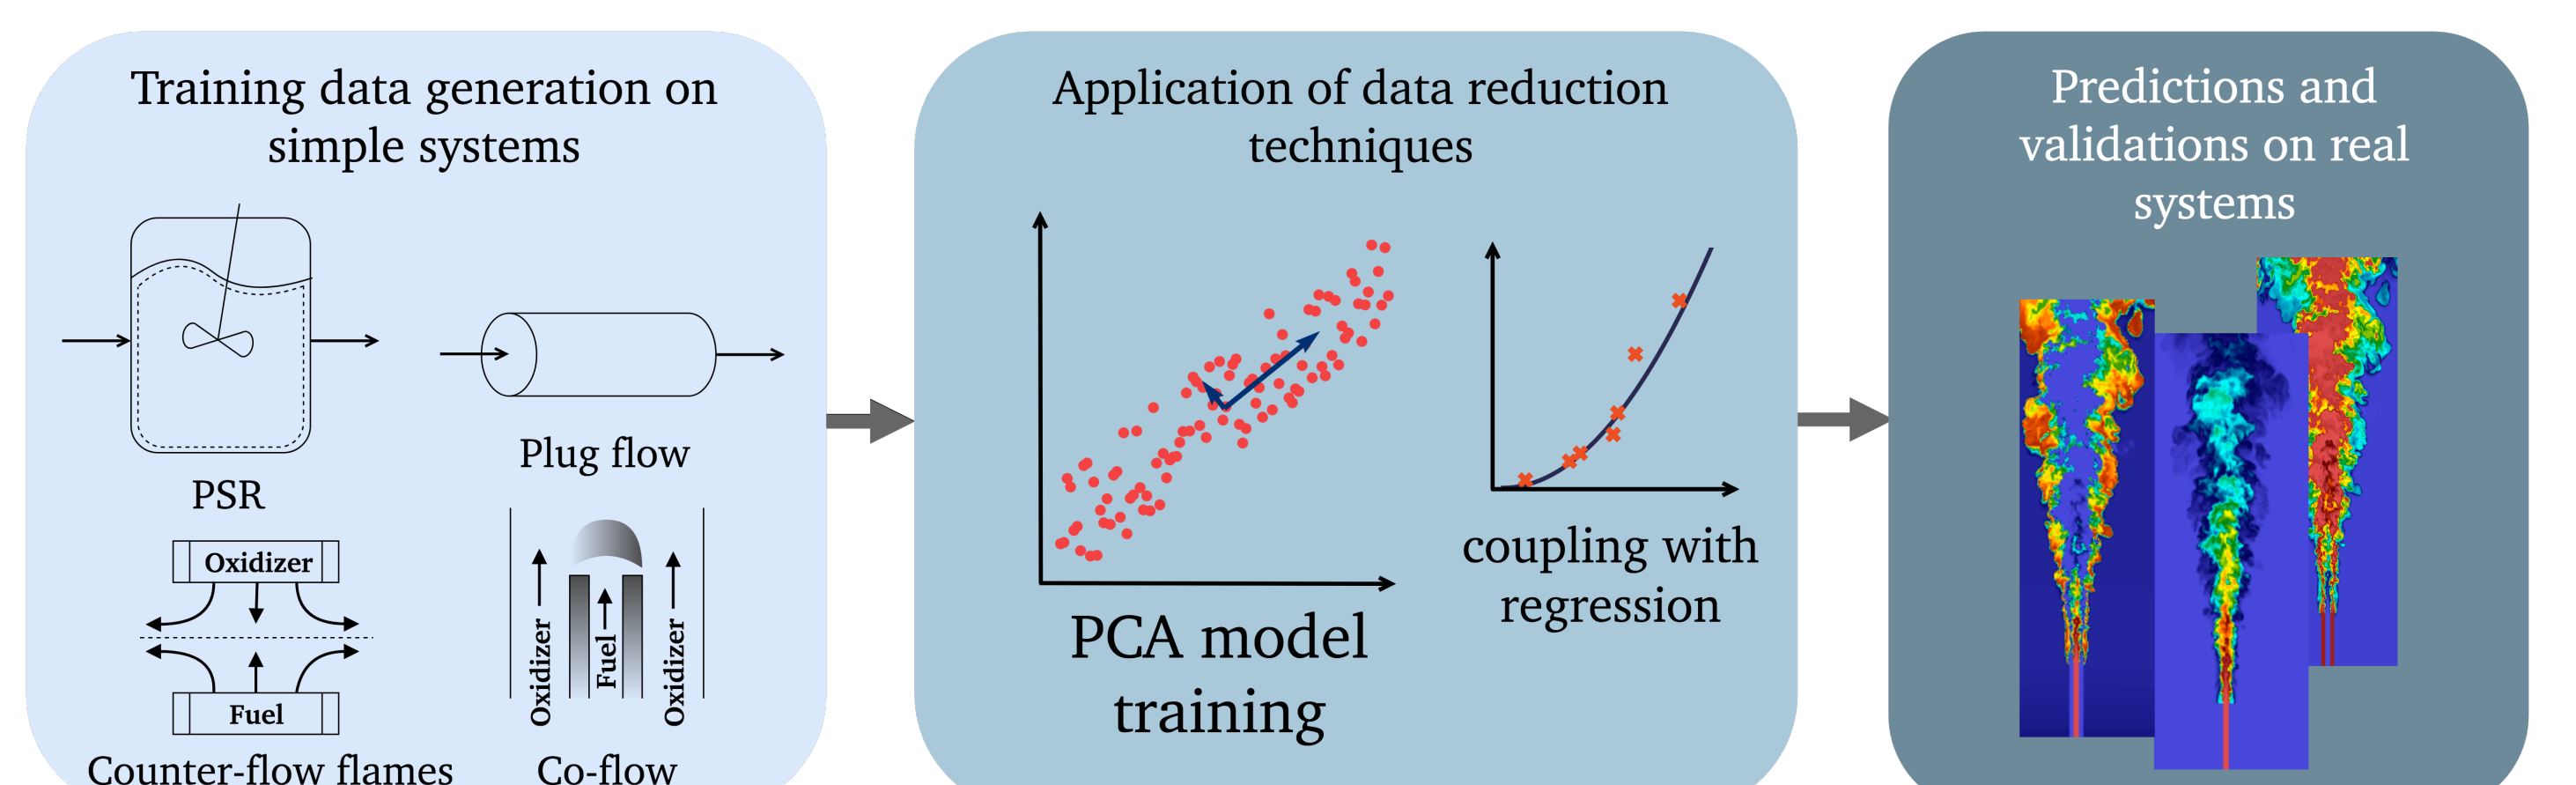 Training data generation on
simple systems
PSR
Plug flow
Oxidizer
Fuel
Counter-flow flames
Oxidizer
Fuel
Oxidizer
Co-flow
Application of data reduction
techniques
PCA model
training
coupling with
regression
Predictions and
validations on real
systems